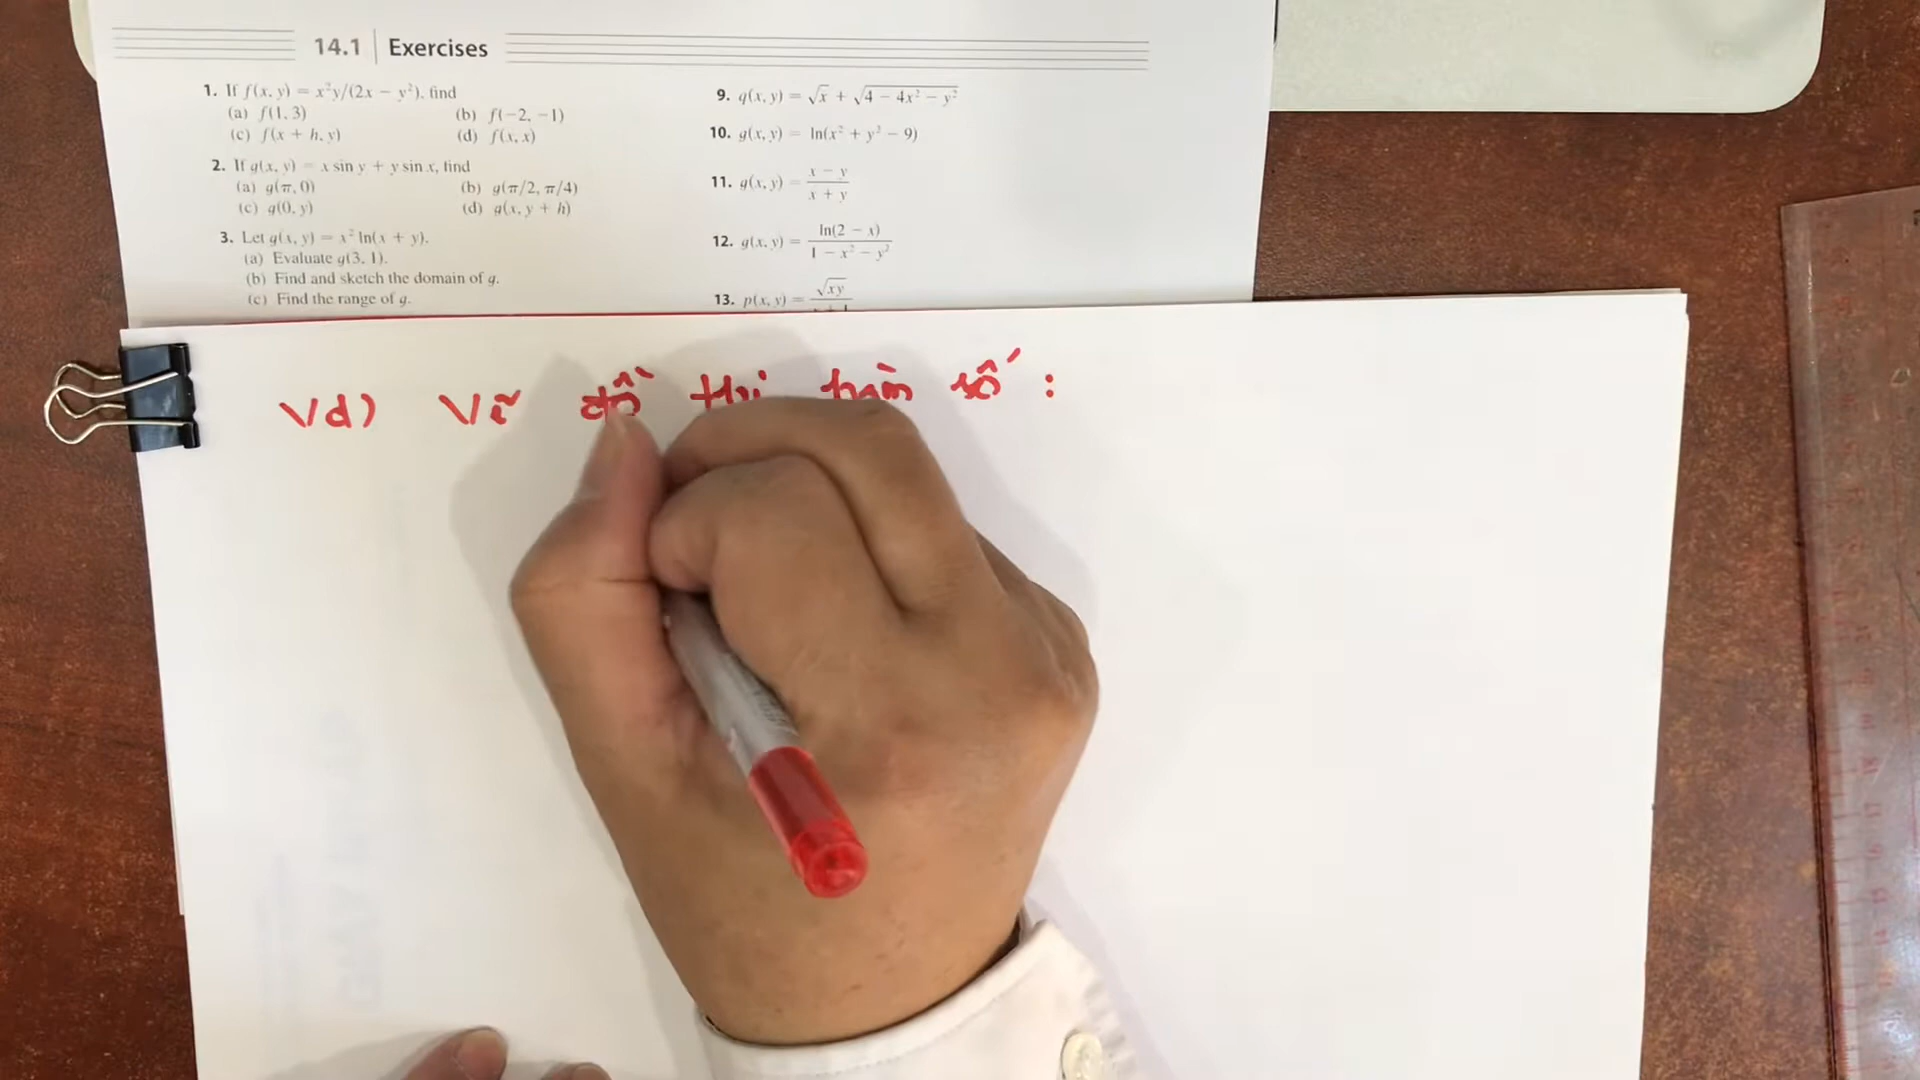 14.1 Exercises
1. If f(x, y) = x²y/(2x − y²), find
(a) f(1, 3) (b) f(−2, −1)
(c) f(x + h, y) (d) f(x, x)
2. If g(x, y) = x sin y + y sin x, find
(a) g(π, 0) (b) g(π/2, π/4)
(c) g(0, y) (d) g(x, y + h)
3. Let g(x, y) = x² ln(x + y).
(a) Evaluate g(3, 1).
(b) Find and sketch the domain of g.
(c) Find the range of g.
9. q(x, y) = √x + √(4 − 4x² − y²)
10. g(x, y) = ln(x² + y² − 9)
11. g(x, y) = (x − y)/(x + y)
12. g(x, y) = ln(2 − x)/(1 − x² − y²)
13. p(x, y) = √xy
Vd) Vẽ đồ thị hàm số :